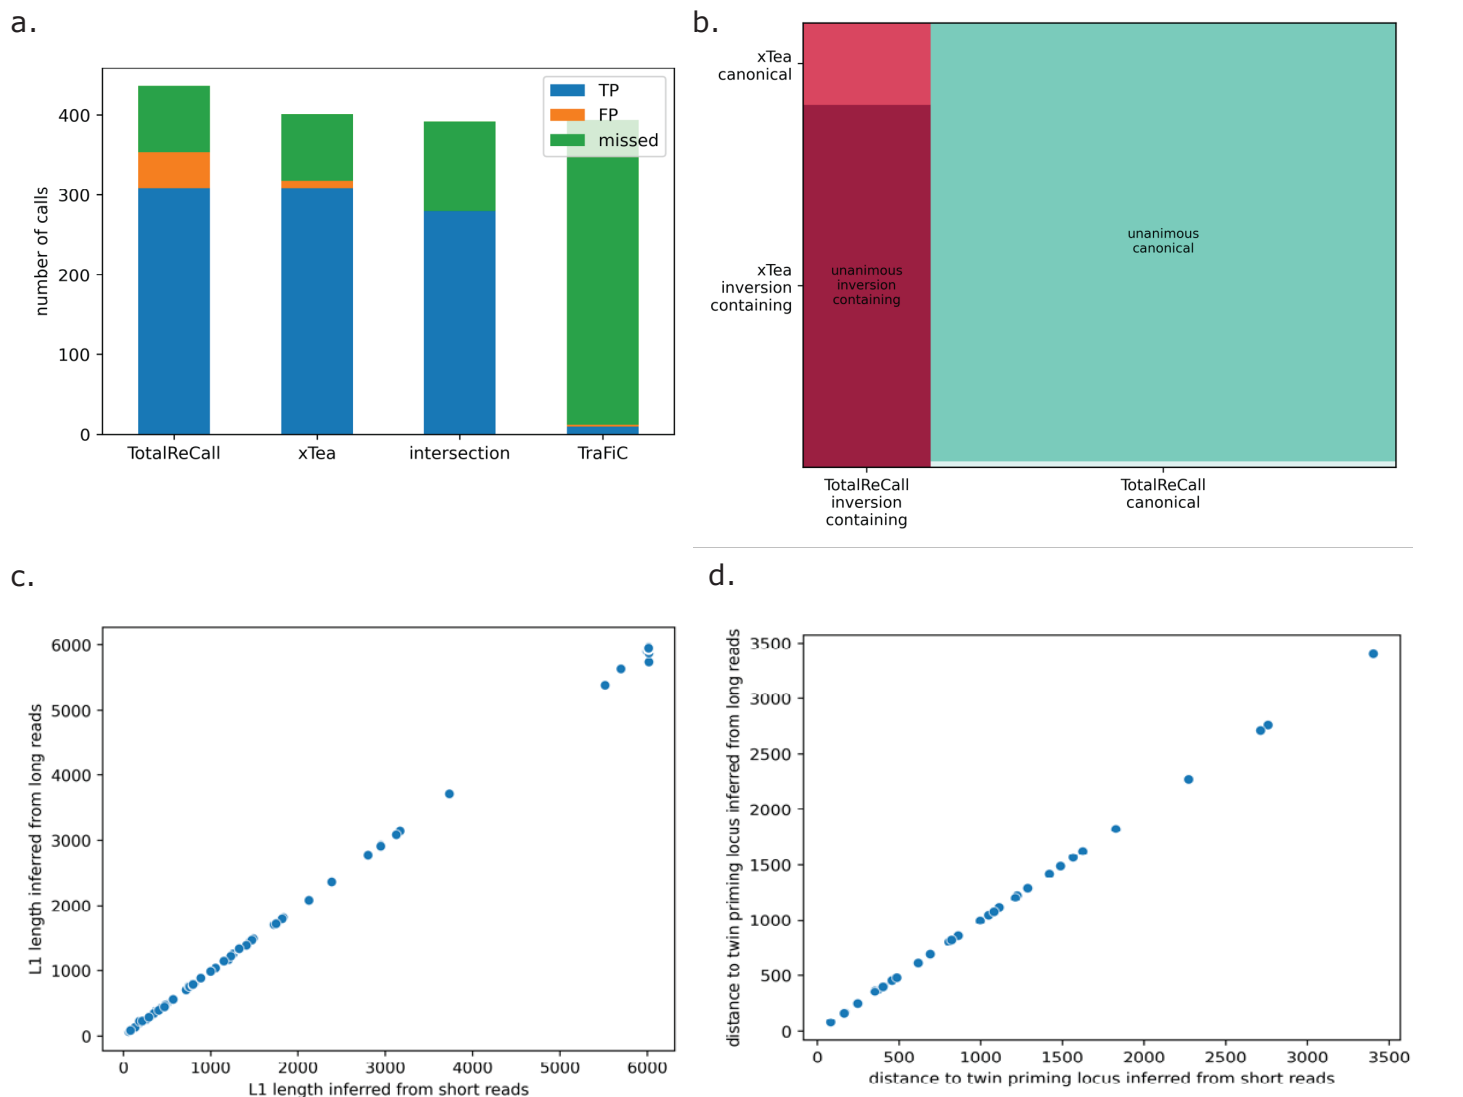 a.
TP
FP
missed
400
300
200
100
0
number of calls
TotalReCall
xTea
intersection
TraFiC
b.
xTea
canonical
xTea
inversion
containing
unanimous
inversion
containing
unanimous
canonical
TotalReCall
inversion
containing
TotalReCall
canonical
c.
6000
5000
4000
3000
2000
1000
0
L1 length inferred from long reads
0
1000
2000
3000
4000
5000
6000
L1 length inferred from short reads
d.
3500
3000
2500
2000
1500
1000
500
0
distance to twin priming locus inferred from long reads
0
500
1000
1500
2000
2500
3000
3500
distance to twin priming locus inferred from short reads